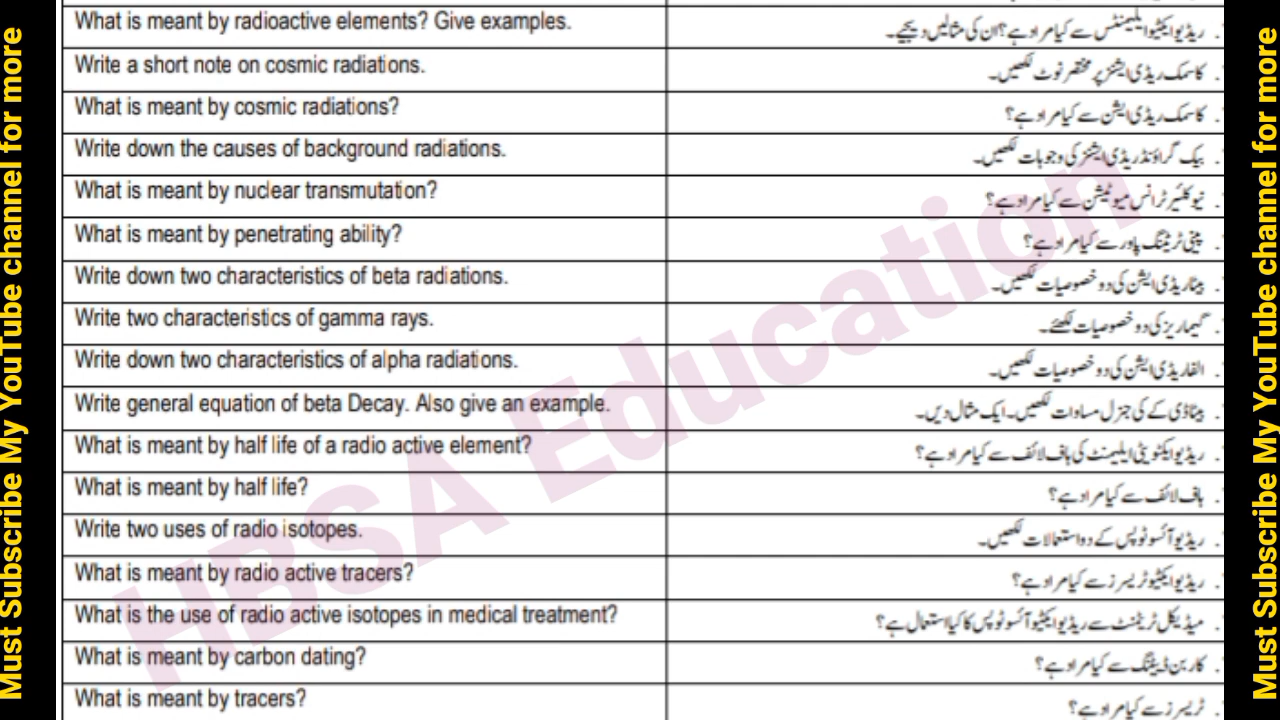 Must Subscribe My YouTube channel for more
What is meant by radioactive elements? Give examples. ریڈیوایکٹیوایلیمنٹس سے کیا مراد ہے؟ ان کی مثالیں دیجیے۔
Write a short note on cosmic radiations. کاسمک ریڈی ایشنز پر مختصر نوٹ لکھیں۔
What is meant by cosmic radiations? کاسمک ریڈی ایشن سے کیا مراد ہے؟
Write down the causes of background radiations. بیک گراؤنڈ ریڈی ایشنز کی وجوہات لکھیں۔
What is meant by nuclear transmutation? نیوکلئیر ٹرانس میوٹیشن سے کیا مراد ہے؟
What is meant by penetrating ability? پینی ٹریٹنگ پاور سے کیا مراد ہے؟
Write down two characteristics of beta radiations. بیٹا ریڈی ایشن کی دو خصوصیات لکھیں۔
Write two characteristics of gamma rays. گیما ریز کی دو خصوصیات لکھئے۔
Write down two characteristics of alpha radiations. الفا ریڈی ایشن کی دو خصوصیات لکھیں۔
Write general equation of beta Decay. Also give an example. بیٹا ڈی کے کی جنرل مساوات لکھیں۔ ایک مثال دیں۔
What is meant by half life of a radio active element? ریڈیوایکٹویٹی ایلیمنٹ کی ہاف لائف سے کیا مراد ہے؟
What is meant by half life? ہاف لائف سے کیا مراد ہے؟
Write two uses of radio isotopes. ریڈیو آئسوٹوپس کے دو استعمالات لکھیں۔
What is meant by radio active tracers? ریڈیوایکٹیو ٹریسرز سے کیا مراد ہے؟
What is the use of radio active isotopes in medical treatment? میڈیکل ٹریٹمنٹ سے ریڈیوایکٹیو آئسوٹوپس کا کیا استعمال ہے؟
What is meant by carbon dating? کاربن ڈیٹنگ سے کیا مراد ہے؟
What is meant by tracers? ٹریسرز سے کیا مراد ہے؟
HBSA Education
Must Subscribe My YouTube channel for more